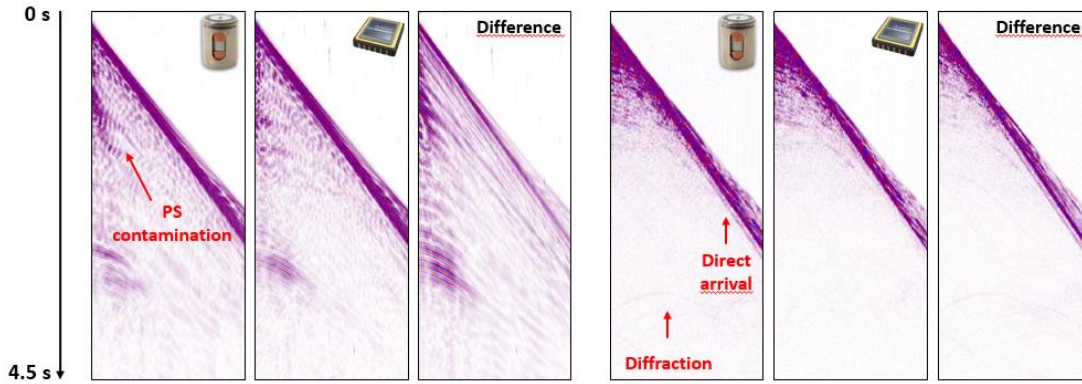 0 s
Difference
Difference
PS
contamination
Direct
arrival
Diffraction
4.5 s